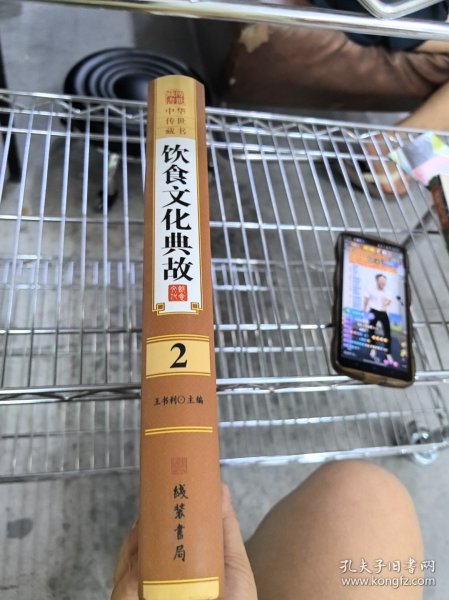 中华
传世
藏书
饮食文化典故
2
王书利◎主编
线装书局
孔夫子旧书网
www.kongfz.com